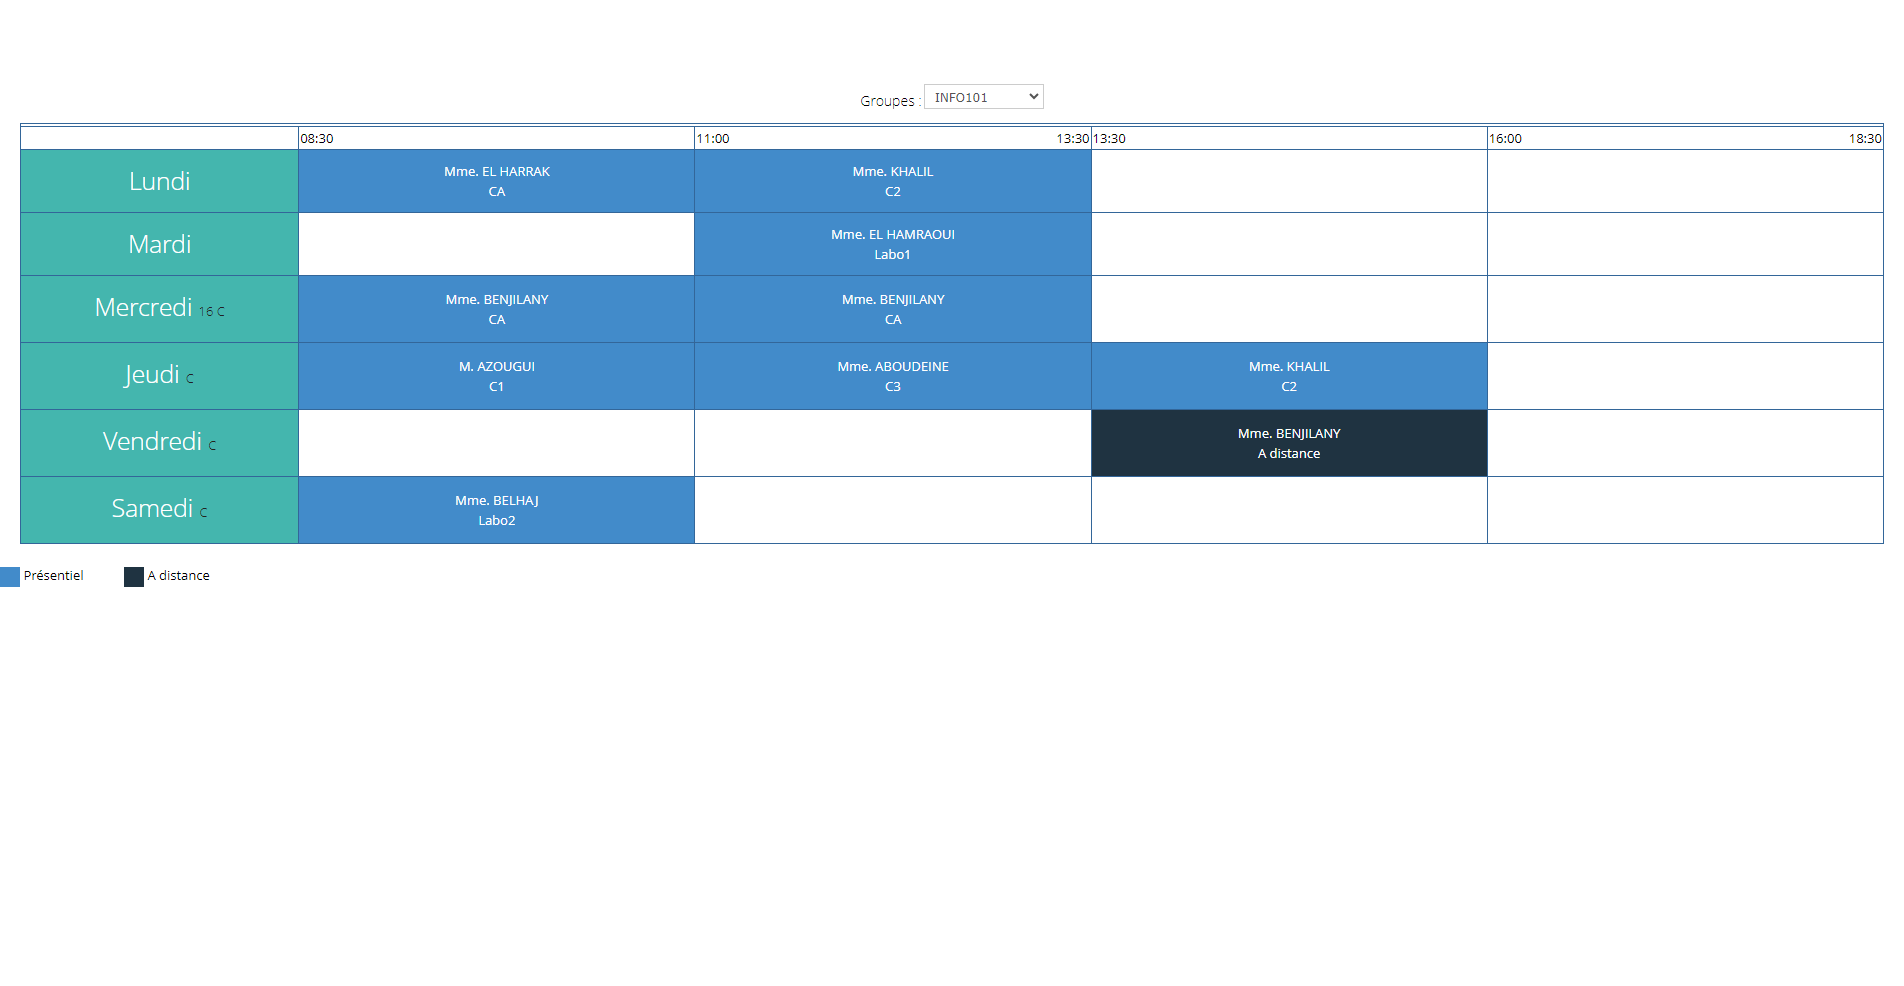 Groupes : INFO101
08:30 11:00 13:30 13:30 16:00 18:30
Lundi
Mme. EL HARRAK
CA
Mme. KHALIL
C2
Mardi
Mme. EL HAMRAOUI
Labo1
Mercredi 16 C
Mme. BENJILANY
CA
Mme. BENJILANY
CA
Jeudi C
M. AZOUGUI
C1
Mme. ABOUDEINE
C3
Mme. KHALIL
C2
Vendredi C
Mme. BENJILANY
A distance
Samedi C
Mme. BELHAJ
Labo2
Présentiel A distance